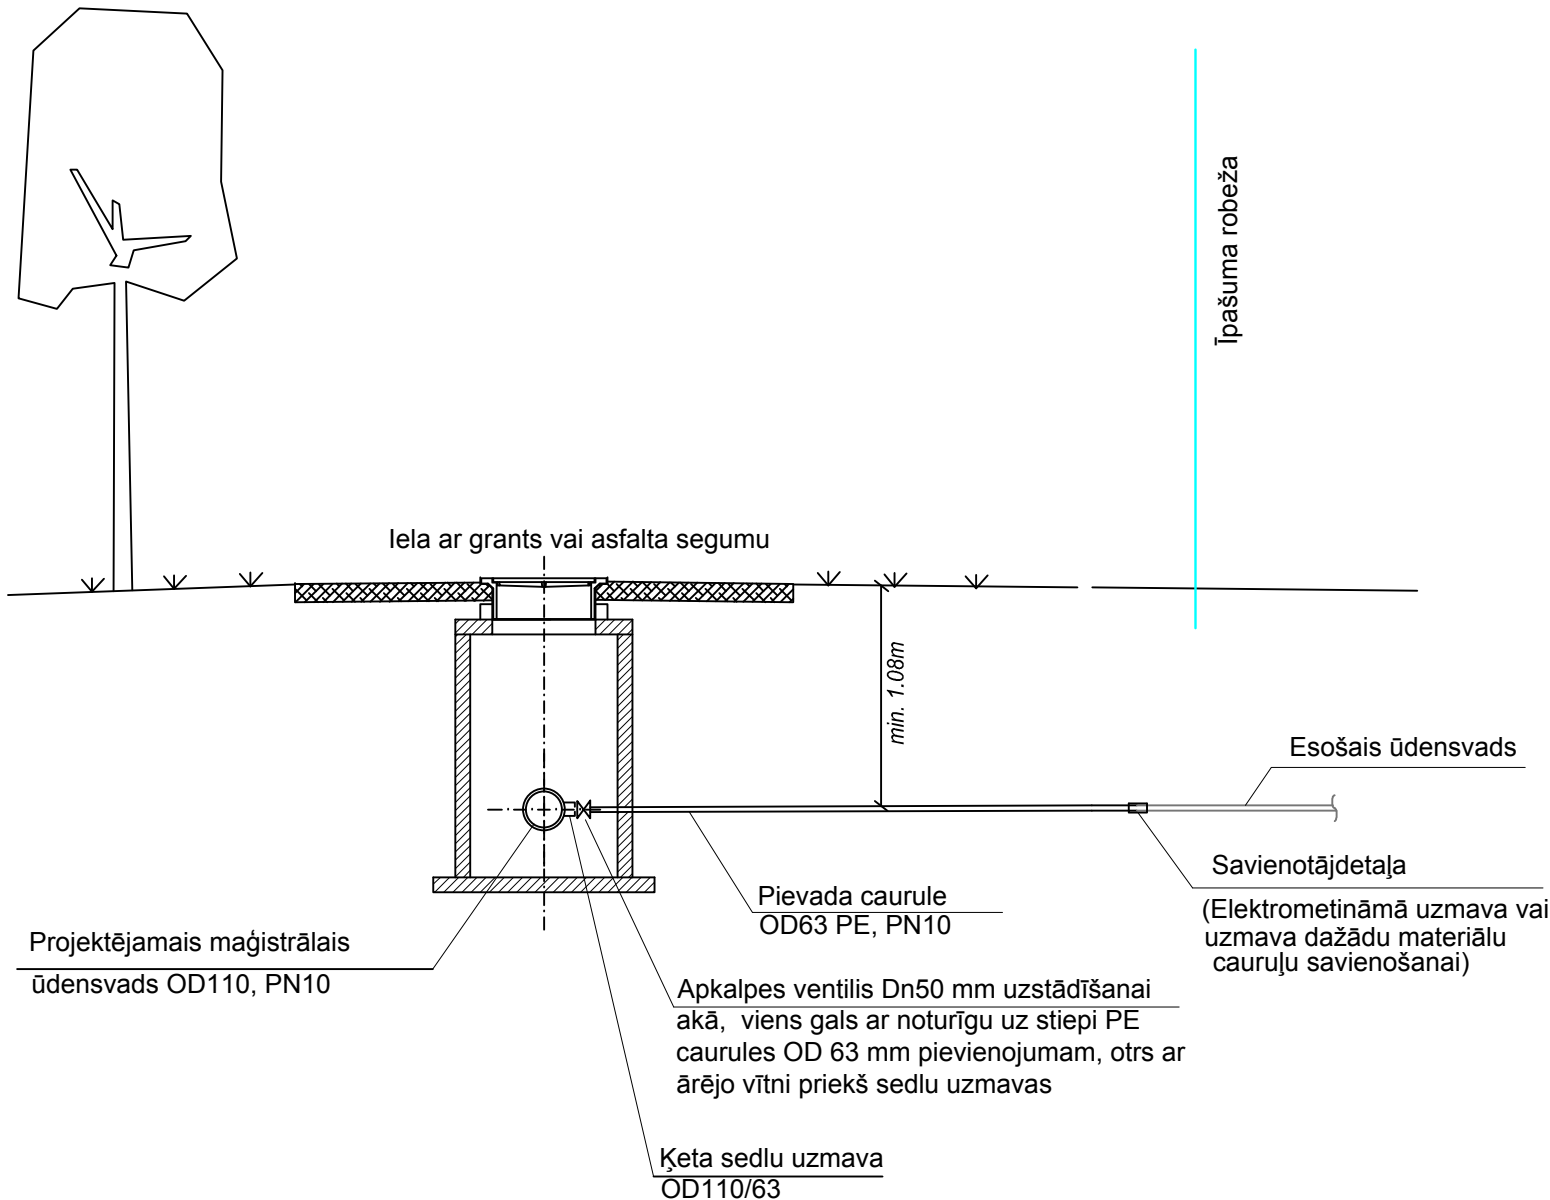 Īpašuma robeža
Iela ar grants vai asfalta segumu
min. 1.08m
Esošais ūdensvads
Savienotājdetaļa
(Elektrometināmā uzmava vai
uzmava dažādu materiālu
cauruļu savienošanai)
Pievada caurule
OD63 PE, PN10
Projektējamais maģistrālais
ūdensvads OD110, PN10
Apkalpes ventilis Dn50 mm uzstādīšanai
akā, viens gals ar noturīgu uz stiepi PE
caurules OD 63 mm pievienojumam, otrs ar
ārējo vītni priekš sedlu uzmavas
Ķeta sedlu uzmava
OD110/63